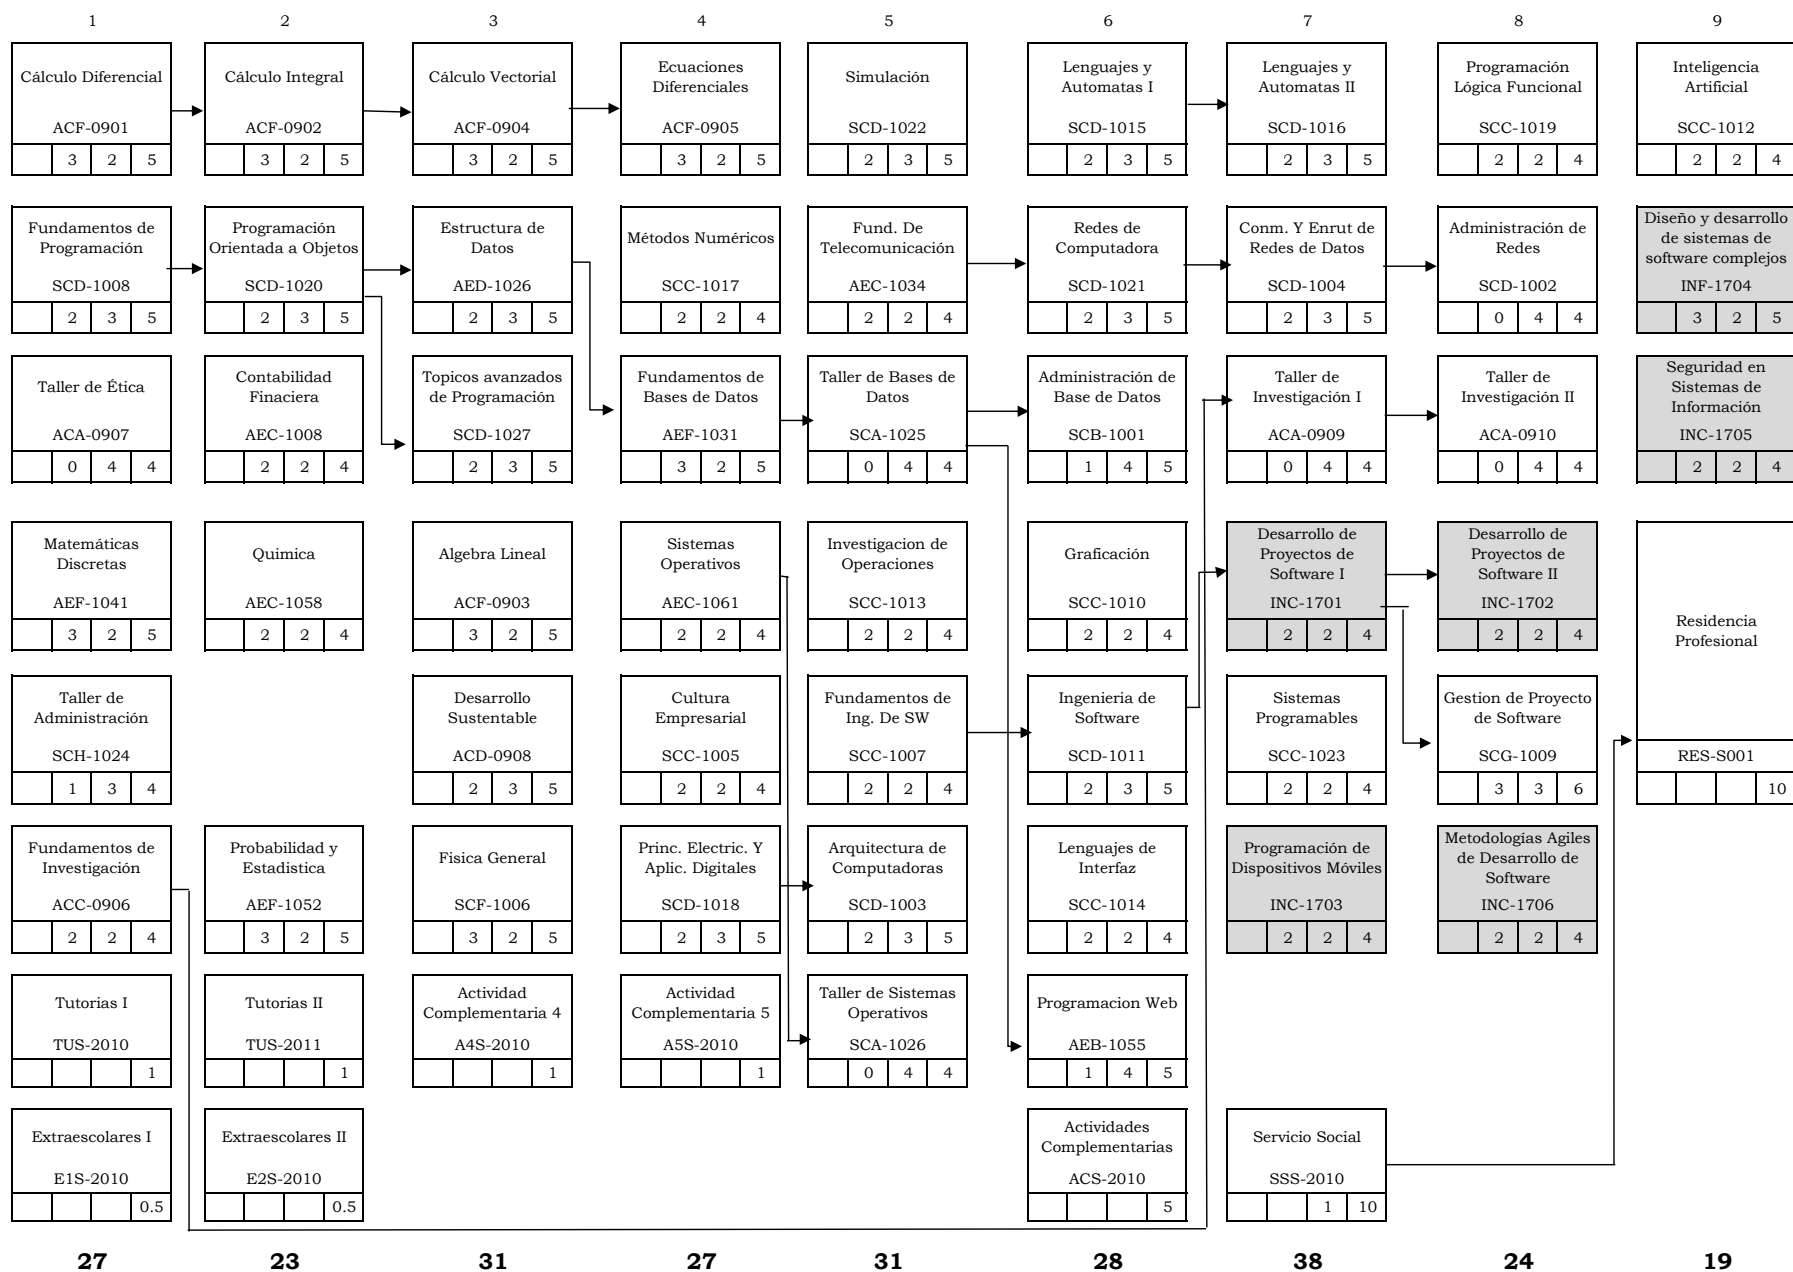 1 2 3 4 5 6 7 8 9
Cálculo Diferencial
ACF-0901
3 2 5
Cálculo Integral
ACF-0902
3 2 5
Cálculo Vectorial
ACF-0904
3 2 5
Ecuaciones
Diferenciales
ACF-0905
3 2 5
Simulación
SCD-1022
2 3 5
Lenguajes y
Automatas I
SCD-1015
2 3 5
Lenguajes y
Automatas II
SCD-1016
2 3 5
Programación
Lógica Funcional
SCC-1019
2 2 4
Inteligencia
Artificial
SCC-1012
2 2 4
Fundamentos de
Programación
SCD-1008
2 3 5
Programación
Orientada a Objetos
SCD-1020
2 3 5
Estructura de
Datos
AED-1026
2 3 5
Métodos Numéricos
SCC-1017
2 2 4
Fund. De
Telecomunicación
AEC-1034
2 2 4
Redes de
Computadora
SCD-1021
2 3 5
Conm. Y Enrut de
Redes de Datos
SCD-1004
2 3 5
Administración de
Redes
SCD-1002
0 4 4
Diseño y desarrollo
de sistemas de
software complejos
INF-1704
3 2 5
Taller de Ética
ACA-0907
0 4 4
Contabilidad
Finaciera
AEC-1008
2 2 4
Topicos avanzados
de Programación
SCD-1027
2 3 5
Fundamentos de
Bases de Datos
AEF-1031
3 2 5
Taller de Bases de
Datos
SCA-1025
0 4 4
Administración de
Base de Datos
SCB-1001
1 4 5
Taller de
Investigación I
ACA-0909
0 4 4
Taller de
Investigación II
ACA-0910
0 4 4
Seguridad en
Sistemas de
Información
INC-1705
2 2 4
Matemáticas
Discretas
AEF-1041
3 2 5
Quimica
AEC-1058
2 2 4
Algebra Lineal
ACF-0903
3 2 5
Sistemas
Operativos
AEC-1061
2 2 4
Investigacion de
Operaciones
SCC-1013
2 2 4
Graficación
SCC-1010
2 2 4
Desarrollo de
Proyectos de
Software I
INC-1701
2 2 4
Desarrollo de
Proyectos de
Software II
INC-1702
2 2 4
Residencia
Profesional
RES-S001
10
Taller de
Administración
SCH-1024
1 3 4
Desarrollo
Sustentable
ACD-0908
2 3 5
Cultura
Empresarial
SCC-1005
2 2 4
Fundamentos de
Ing. De SW
SCC-1007
2 2 4
Ingenieria de
Software
SCD-1011
2 3 5
Sistemas
Programables
SCC-1023
2 2 4
Gestion de Proyecto
de Software
SCG-1009
3 3 6
Fundamentos de
Investigación
ACC-0906
2 2 4
Probabilidad y
Estadistica
AEF-1052
3 2 5
Fisica General
SCF-1006
3 2 5
Princ. Electric. Y
Aplic. Digitales
SCD-1018
2 3 5
Arquitectura de
Computadoras
SCD-1003
2 3 5
Lenguajes de
Interfaz
SCC-1014
2 2 4
Programación de
Dispositivos Móviles
INC-1703
2 2 4
Metodologías Agiles
de Desarrollo de
Software
INC-1706
2 2 4
Tutorias I
TUS-2010
1
Tutorias II
TUS-2011
1
Actividad
Complementaria 4
A4S-2010
1
Actividad
Complementaria 5
A5S-2010
1
Taller de Sistemas
Operativos
SCA-1026
0 4 4
Programacion Web
AEB-1055
1 4 5
Extraescolares I
E1S-2010
0.5
Extraescolares II
E2S-2010
0.5
Actividades
Complementarias
ACS-2010
5
Servicio Social
SSS-2010
1 10
27 23 31 27 31 28 38 24 19